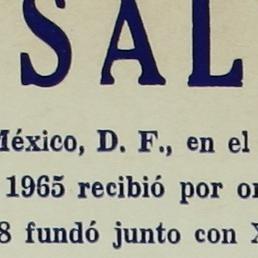 SAL
México, D. F., en el
1965 recibió por
8 fundó junto con